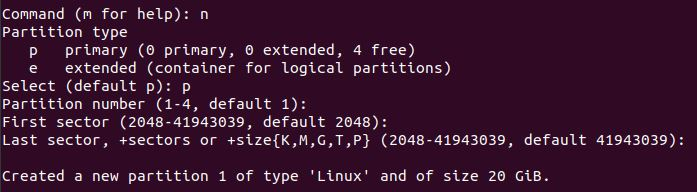 Command (m for help): n
Partition type
   p   primary (0 primary, 0 extended, 4 free)
   e   extended (container for logical partitions)
Select (default p): p
Partition number (1-4, default 1):
First sector (2048-41943039, default 2048):
Last sector, +sectors or +size{K,M,G,T,P} (2048-41943039, default 41943039):

Created a new partition 1 of type 'Linux' and of size 20 GiB.